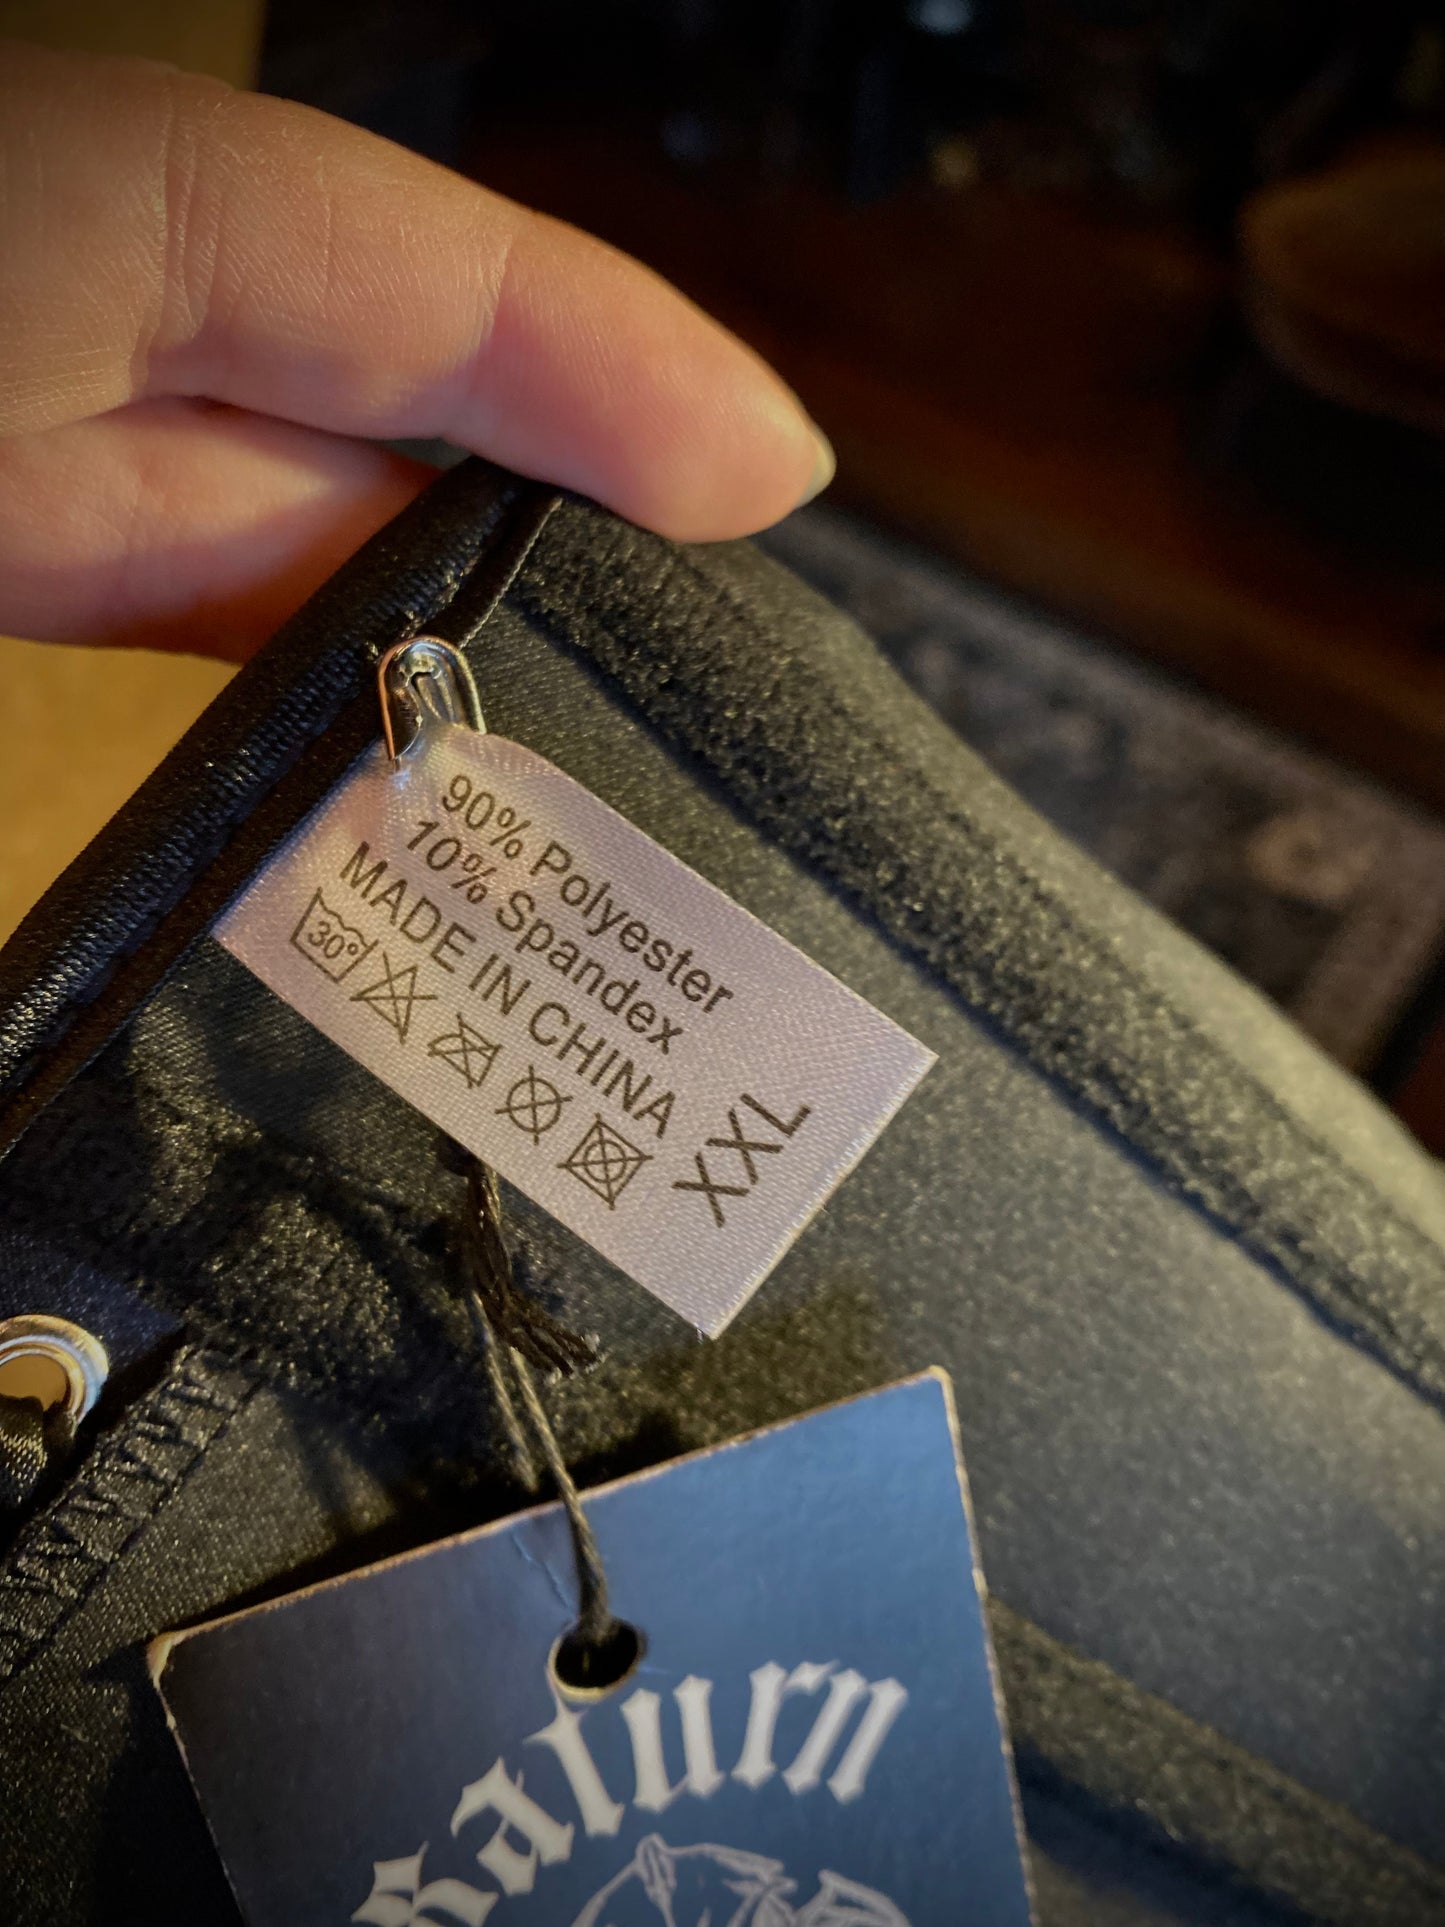 90% Polyester
10% Spandex
MADE IN CHINA
30°
XXL
Saturn